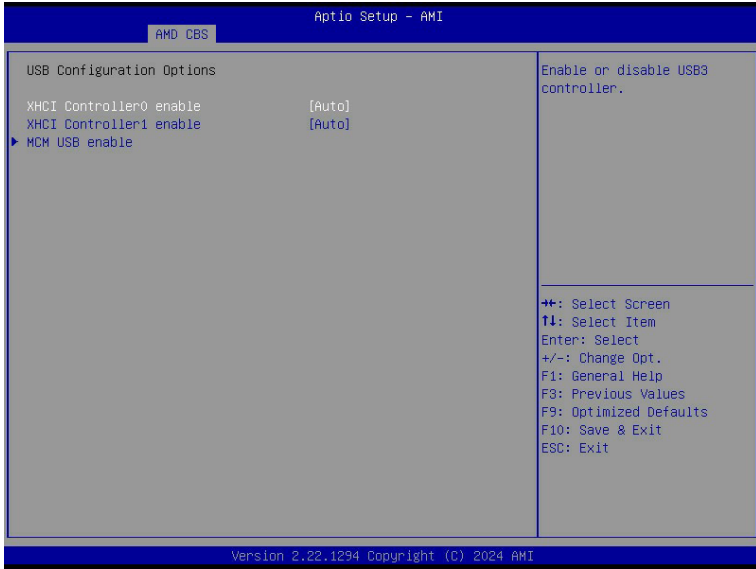 Aptio Setup - AMI
AMD CBS
USB Configuration Options
XHCI Controller0 enable [Auto]
XHCI Controller1 enable [Auto]
MCM USB enable
Enable or disable USB3
controller.
→←: Select Screen
↑↓: Select Item
Enter: Select
+/-: Change Opt.
F1: General Help
F3: Previous Values
F9: Optimized Defaults
F10: Save & Exit
ESC: Exit
Version 2.22.1294 Copyright (C) 2024 AMI